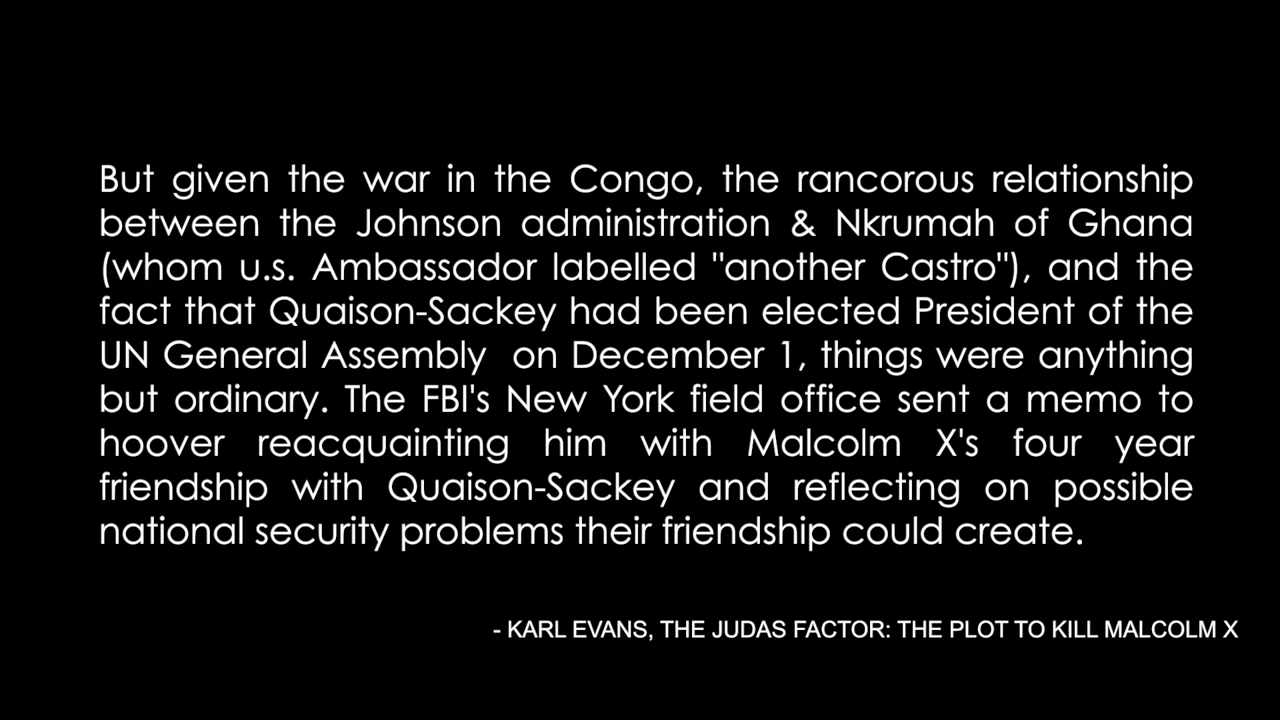 But given the war in the Congo, the rancorous relationship
between the Johnson administration & Nkrumah of Ghana
(whom u.s. Ambassador labelled "another Castro"), and the
fact that Quaison-Sackey had been elected President of the
UN General Assembly on December 1, things were anything
but ordinary. The FBI's New York field office sent a memo to
hoover reacquainting him with Malcolm X's four year
friendship with Quaison-Sackey and reflecting on possible
national security problems their friendship could create.
- KARL EVANS, THE JUDAS FACTOR: THE PLOT TO KILL MALCOLM X